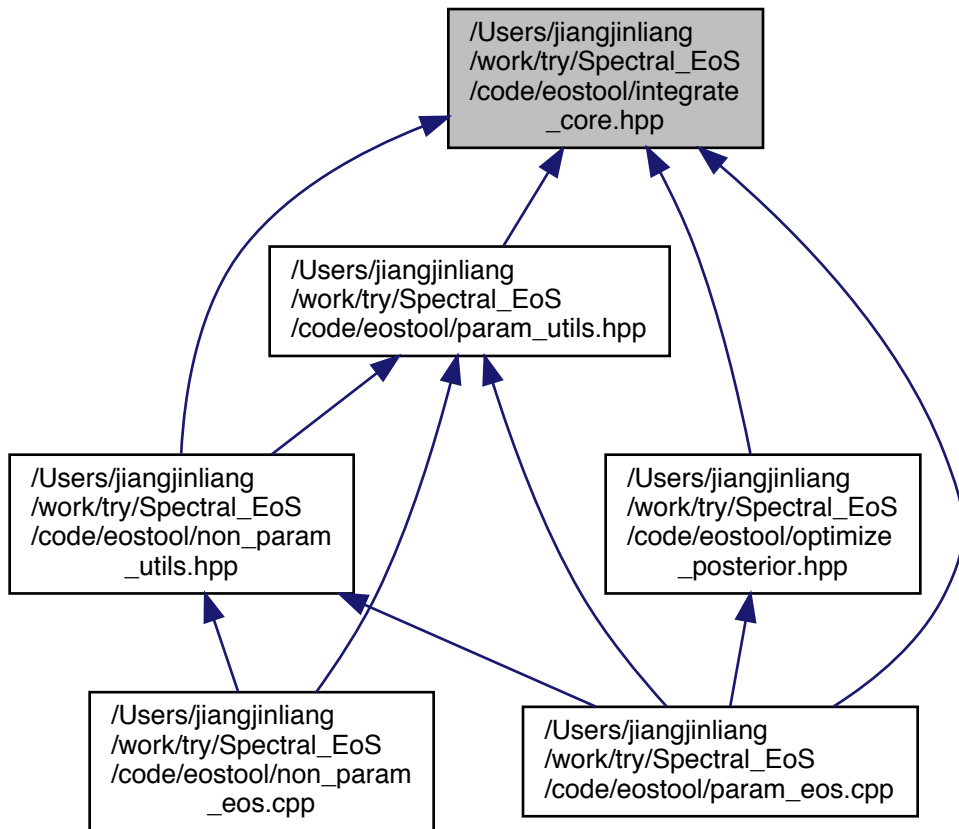 /Users/jiangjinliang
/work/try/Spectral_EoS
/code/eostool/integrate
_core.hpp
/Users/jiangjinliang
/work/try/Spectral_EoS
/code/eostool/param_utils.hpp
/Users/jiangjinliang
/work/try/Spectral_EoS
/code/eostool/non_param
_utils.hpp
/Users/jiangjinliang
/work/try/Spectral_EoS
/code/eostool/optimize
_posterior.hpp
/Users/jiangjinliang
/work/try/Spectral_EoS
/code/eostool/non_param
_eos.cpp
/Users/jiangjinliang
/work/try/Spectral_EoS
/code/eostool/param_eos.cpp